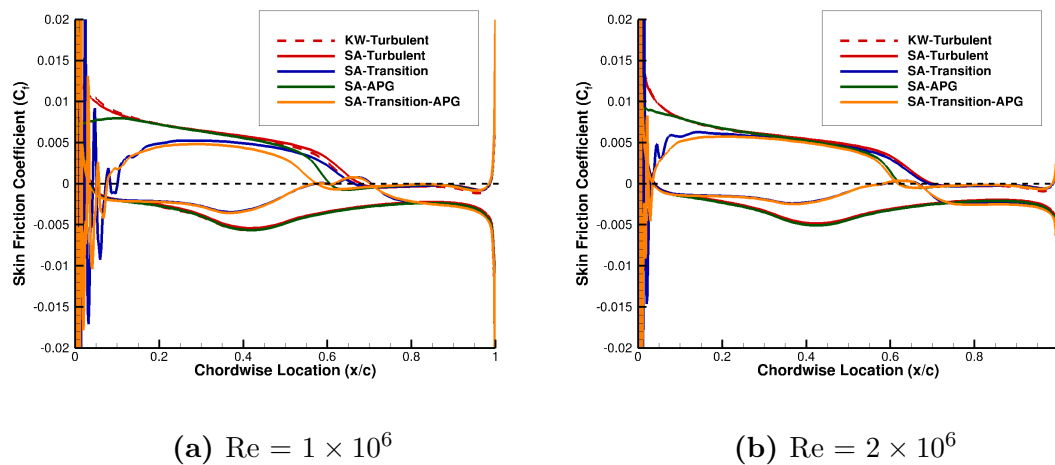 0.02
0.015
0.01
0.005
0
-0.005
-0.01
-0.015
-0.02
Skin Friction Coefficient (Cf)
KW-Turbulent
SA-Turbulent
SA-Transition
SA-APG
SA-Transition-APG
0 0.2 0.4 0.6 0.8 1
Chordwise Location (x/c)
(a) Re = 1 × 10⁶
0.02
0.015
0.01
0.005
0
-0.005
-0.01
-0.015
-0.02
Skin Friction Coefficient (Cf)
KW-Turbulent
SA-Turbulent
SA-Transition
SA-APG
SA-Transition-APG
0 0.2 0.4 0.6 0.8
Chordwise Location (x/c)
(b) Re = 2 × 10⁶